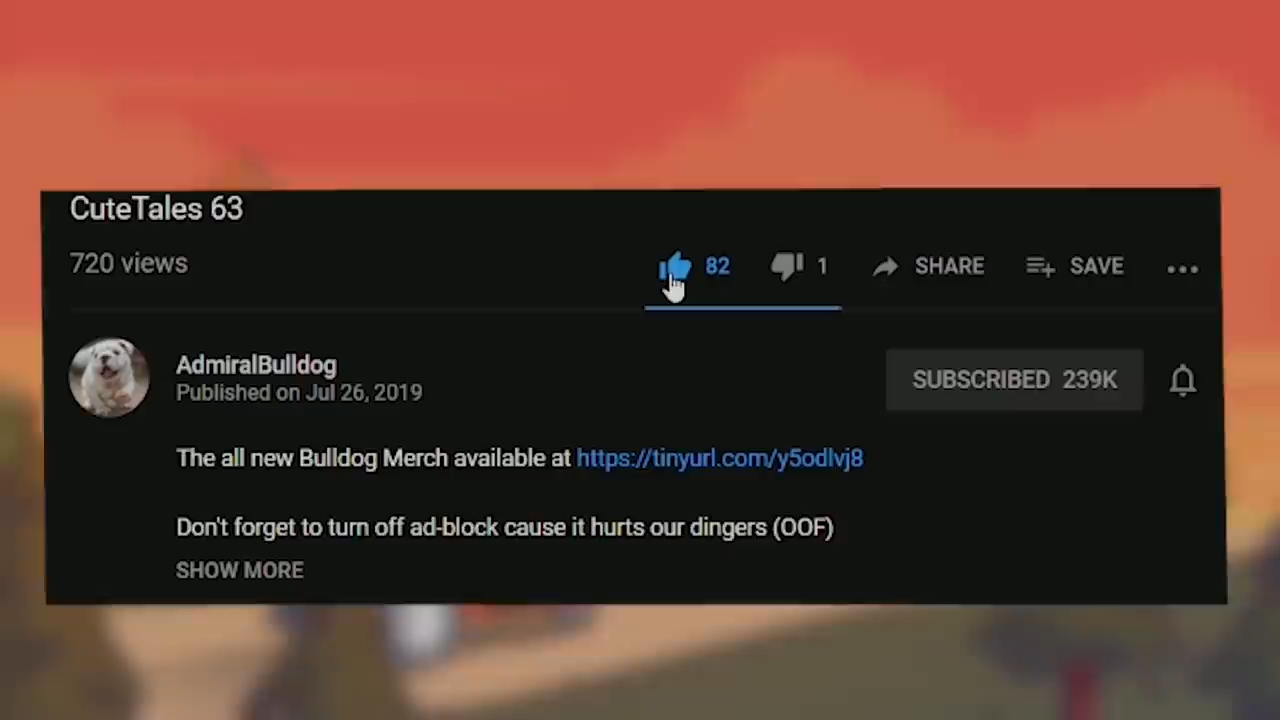 CuteTales 63
720 views
82 1 SHARE SAVE
AdmiralBulldog
Published on Jul 26, 2019
SUBSCRIBED 239K
The all new Bulldog Merch available at https://tinyurl.com/y5odlvj8
Don't forget to turn off ad-block cause it hurts our dingers (OOF)
SHOW MORE